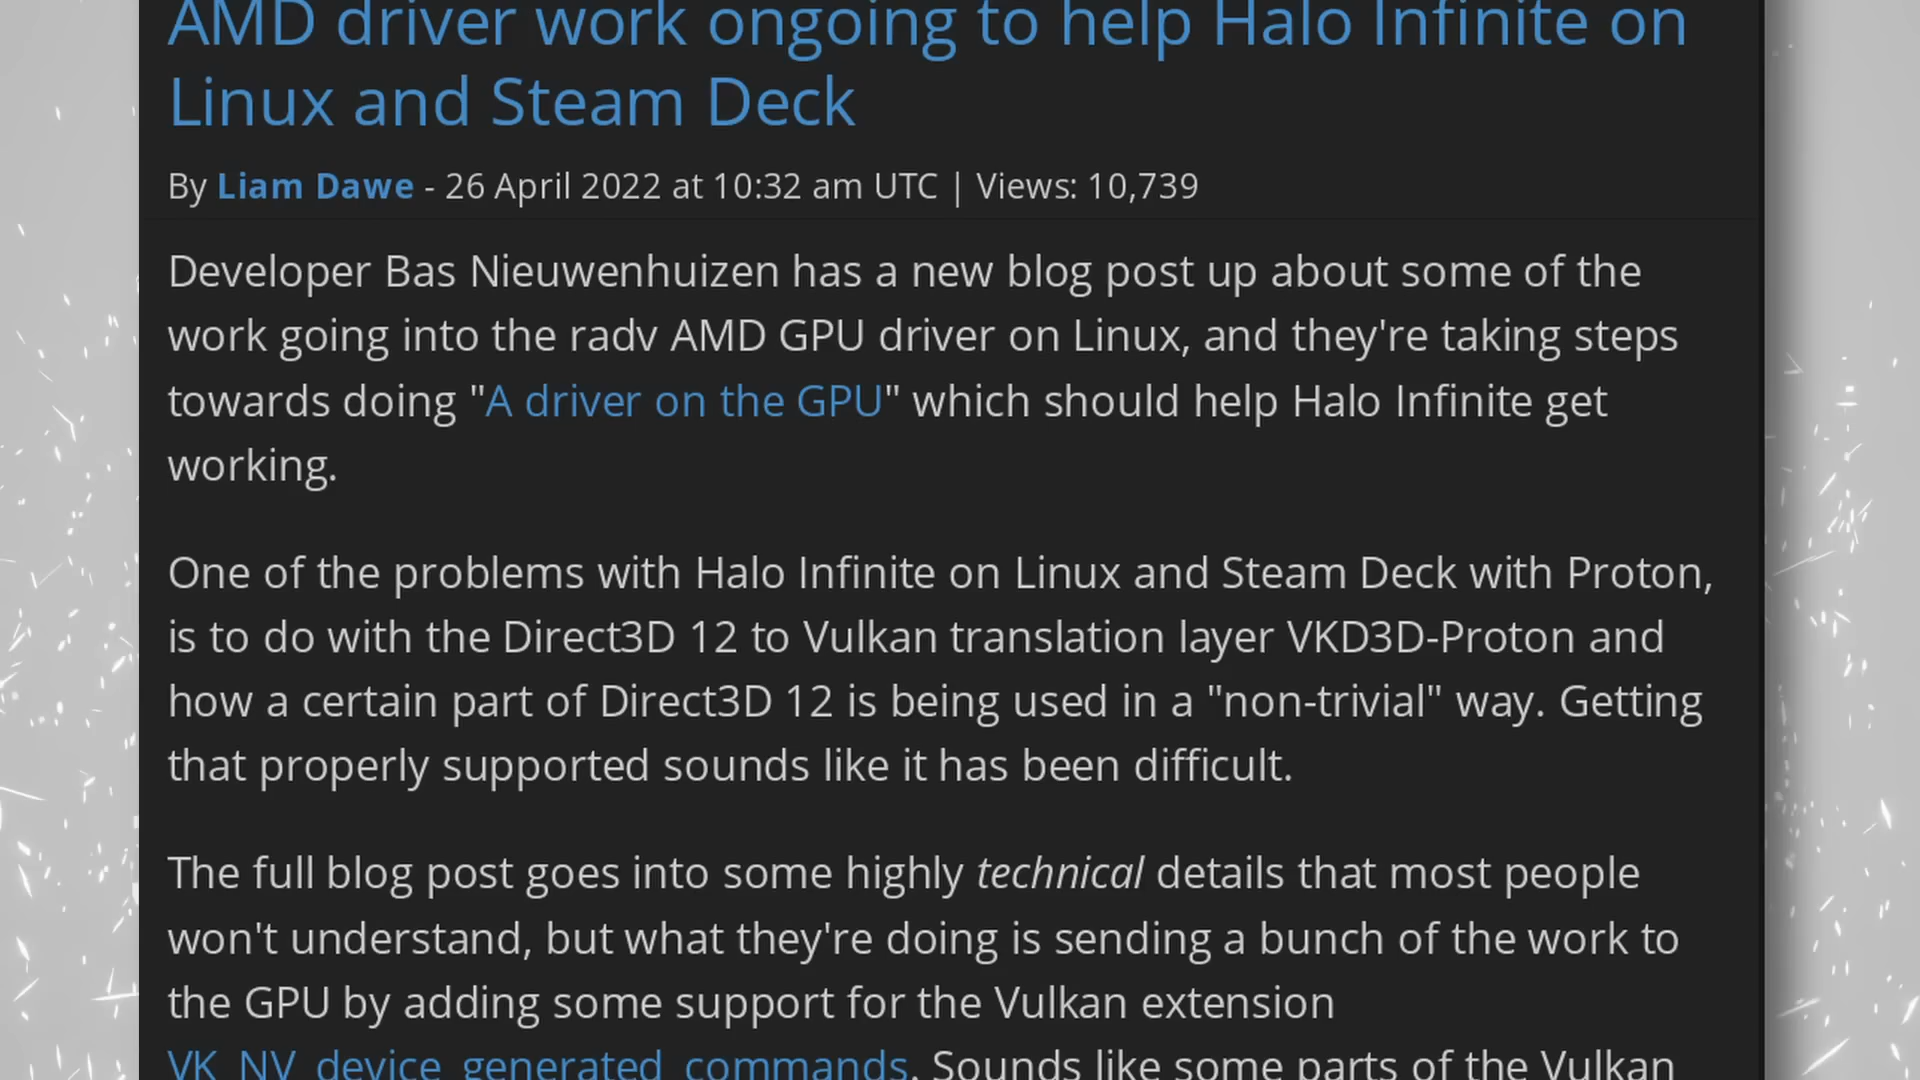 AMD driver work ongoing to help Halo Infinite on
Linux and Steam Deck
By Liam Dawe - 26 April 2022 at 10:32 am UTC | Views: 10,739
Developer Bas Nieuwenhuizen has a new blog post up about some of the
work going into the radv AMD GPU driver on Linux, and they're taking steps
towards doing "A driver on the GPU" which should help Halo Infinite get
working.
One of the problems with Halo Infinite on Linux and Steam Deck with Proton,
is to do with the Direct3D 12 to Vulkan translation layer VKD3D-Proton and
how a certain part of Direct3D 12 is being used in a "non-trivial" way. Getting
that properly supported sounds like it has been difficult.
The full blog post goes into some highly technical details that most people
won't understand, but what they're doing is sending a bunch of the work to
the GPU by adding some support for the Vulkan extension
VK_NV_device_generated_commands. Sounds like some parts of the Vulkan